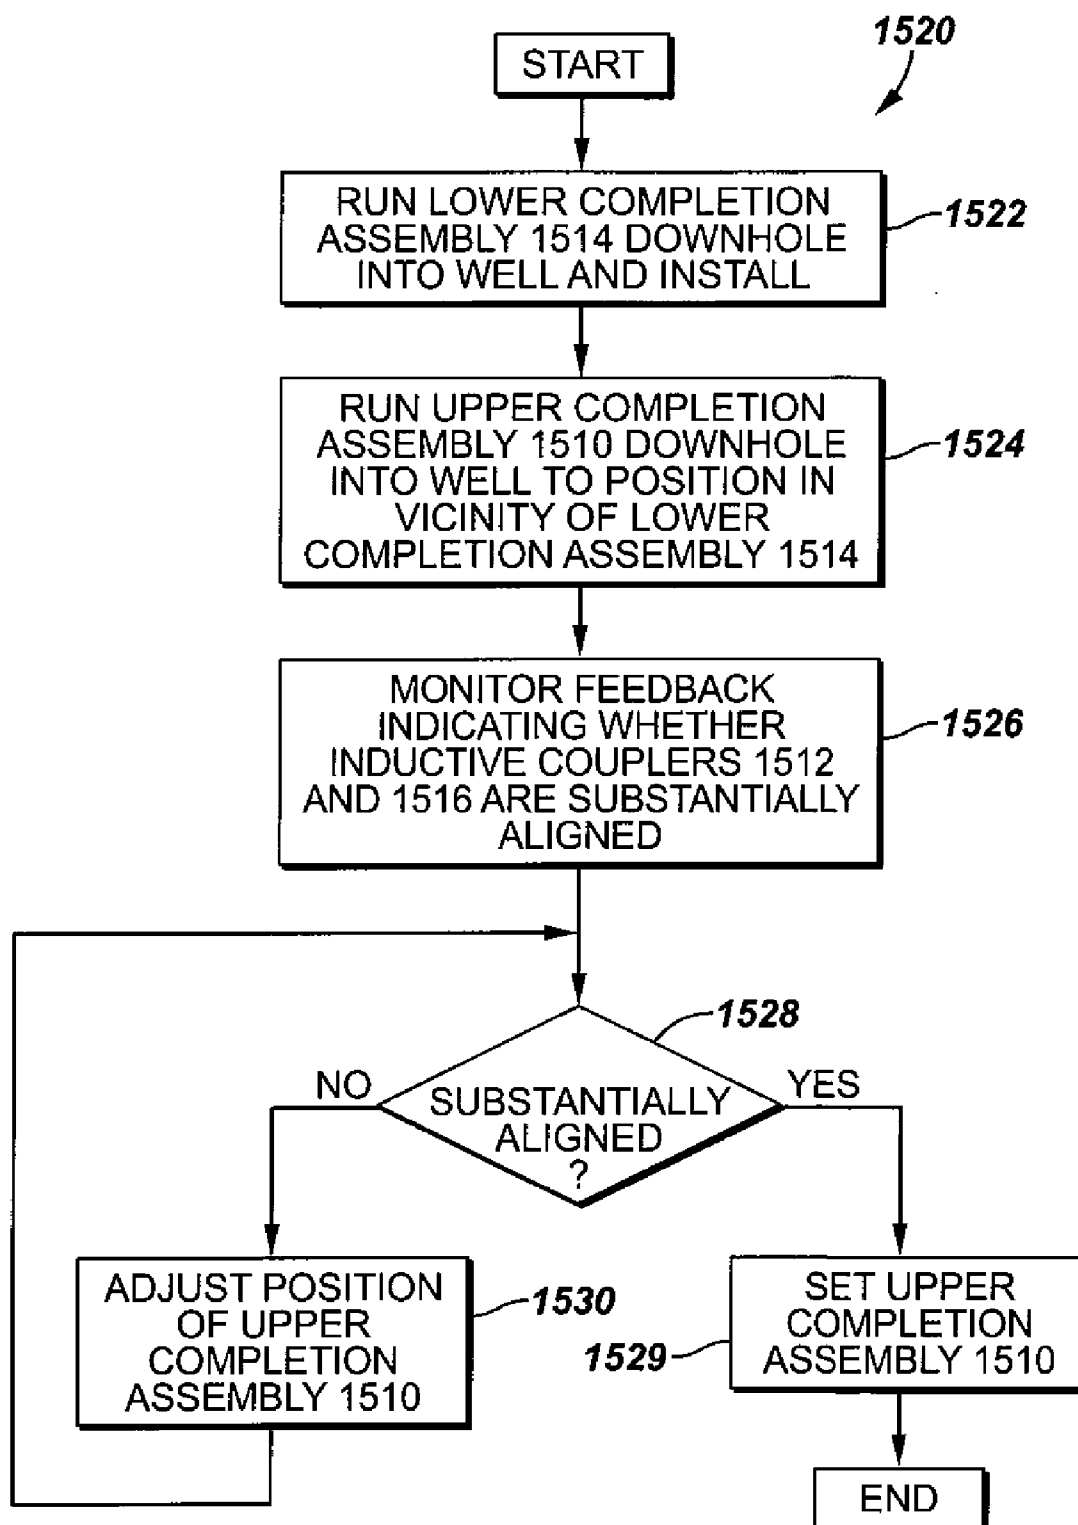 1520
START
RUN LOWER COMPLETION
ASSEMBLY 1514 DOWNHOLE
INTO WELL AND INSTALL
1522
RUN UPPER COMPLETION
ASSEMBLY 1510 DOWNHOLE
INTO WELL TO POSITION IN
VICINITY OF LOWER
COMPLETION ASSEMBLY 1514
1524
MONITOR FEEDBACK
INDICATING WHETHER
INDUCTIVE COUPLERS 1512
AND 1516 ARE SUBSTANTIALLY
ALIGNED
1526
1528
NO
SUBSTANTIALLY
ALIGNED
?
YES
ADJUST POSITION
OF UPPER
COMPLETION
ASSEMBLY 1510
1530
SET UPPER
COMPLETION
ASSEMBLY 1510
1529
END